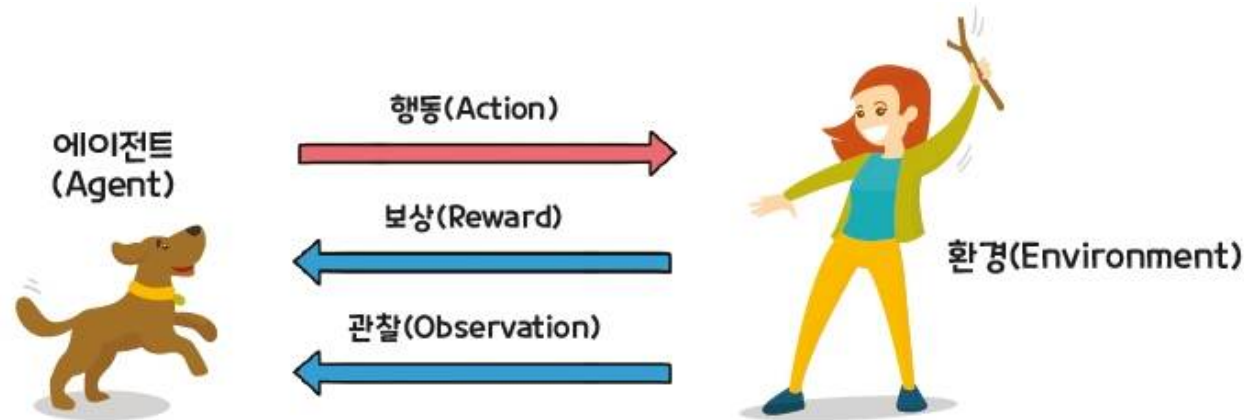 행동(Action)
에이전트
(Agent)
보상(Reward)
환경(Environment)
관찰(Observation)